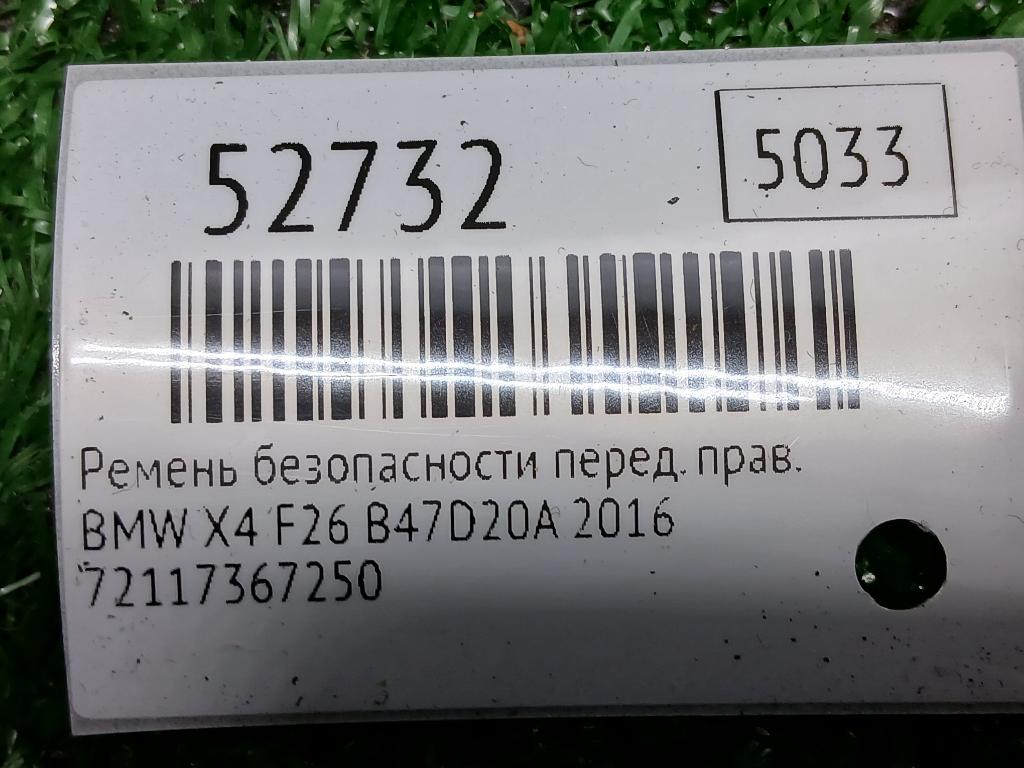 52732
5033
Ремень безопасности перед. прав.
BMW X4 F26 B47D20A 2016
72117367250